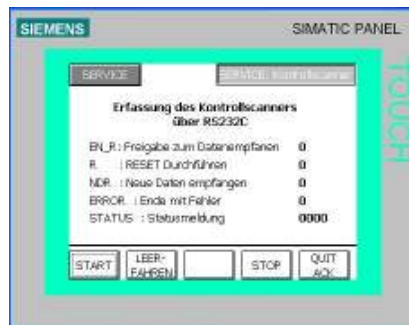 SIEMENS
SIMATIC PANEL
TOUCH
SERVICE
SERVICE: Kontrollscanner
Erfassung des Kontrollscanners
über RS232C
EN_R : Freigabe zum Datenempfanen 0
R : RESET Durchführen 0
NDR : Neue Daten empfangen 0
ERROR : Ende mit Fehler 0
STATUS : Statusmeldung 0000
START
LEER-
FAHREN
STOP
QUIT
ACK